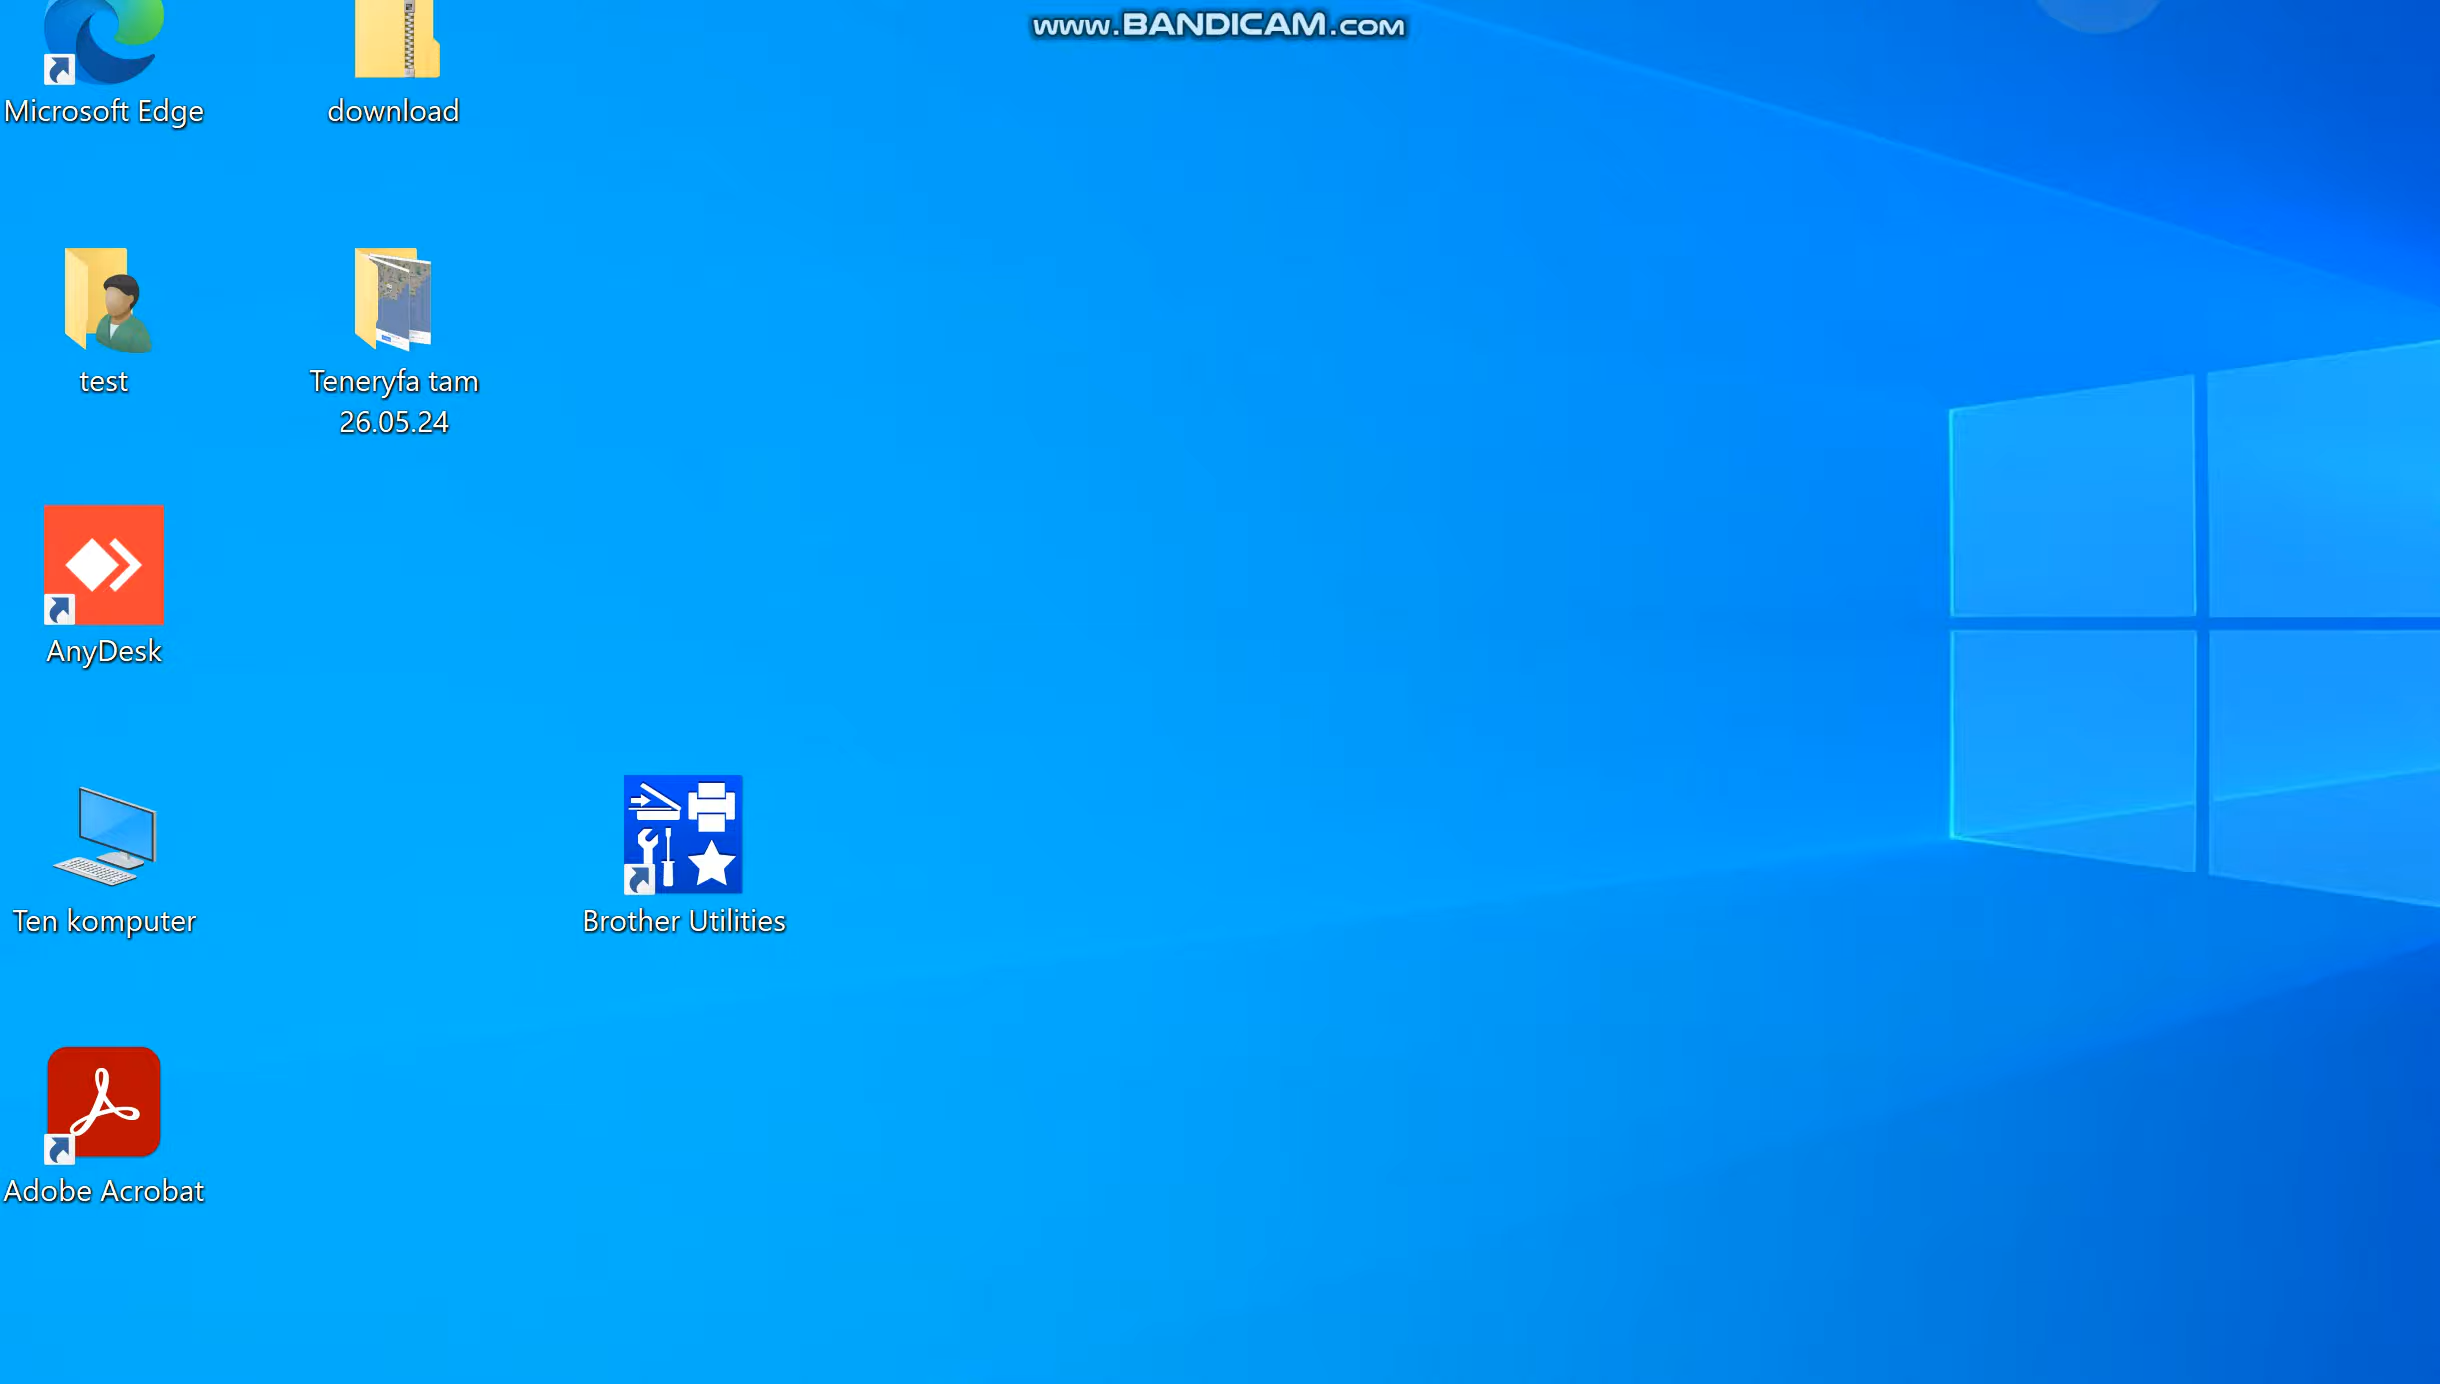 www.BANDICAM.com
Microsoft Edge
download
test
Teneryfa tam
26.05.24
AnyDesk
Ten komputer
Brother Utilities
Adobe Acrobat